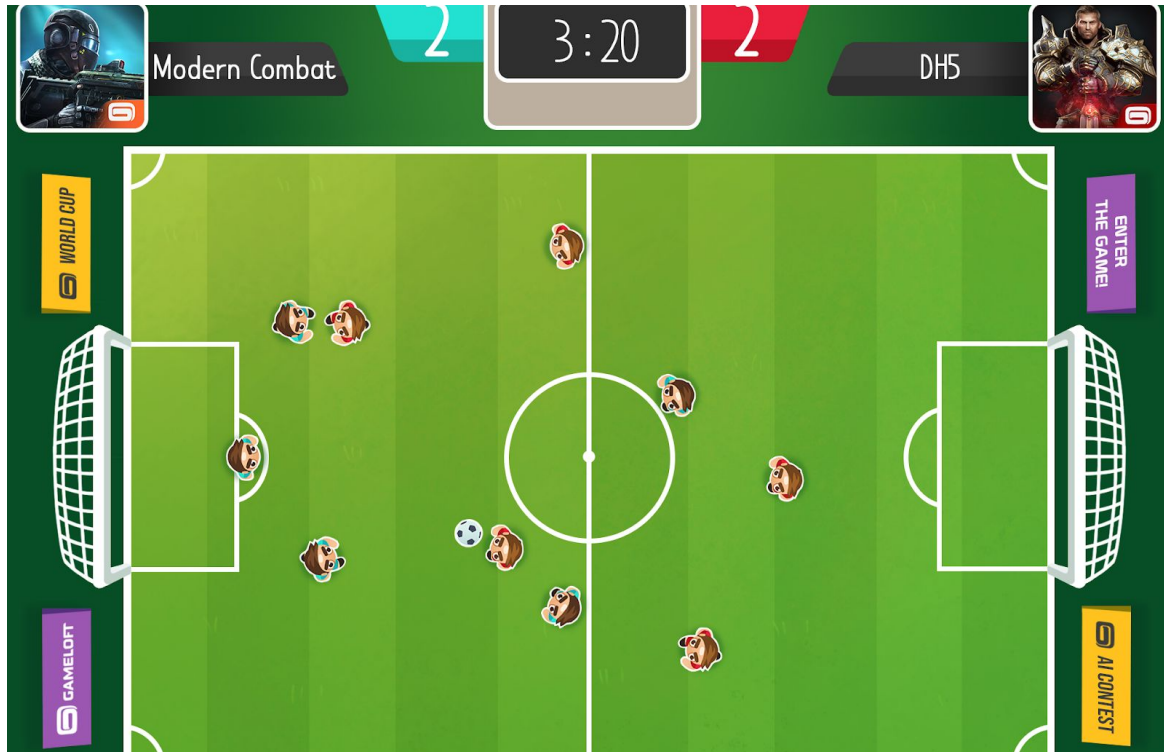 2
3:20
2
Modern Combat
DH5
WORLD CUP
ENTER
THE GAME!
GAMELOFT
AI CONTEST